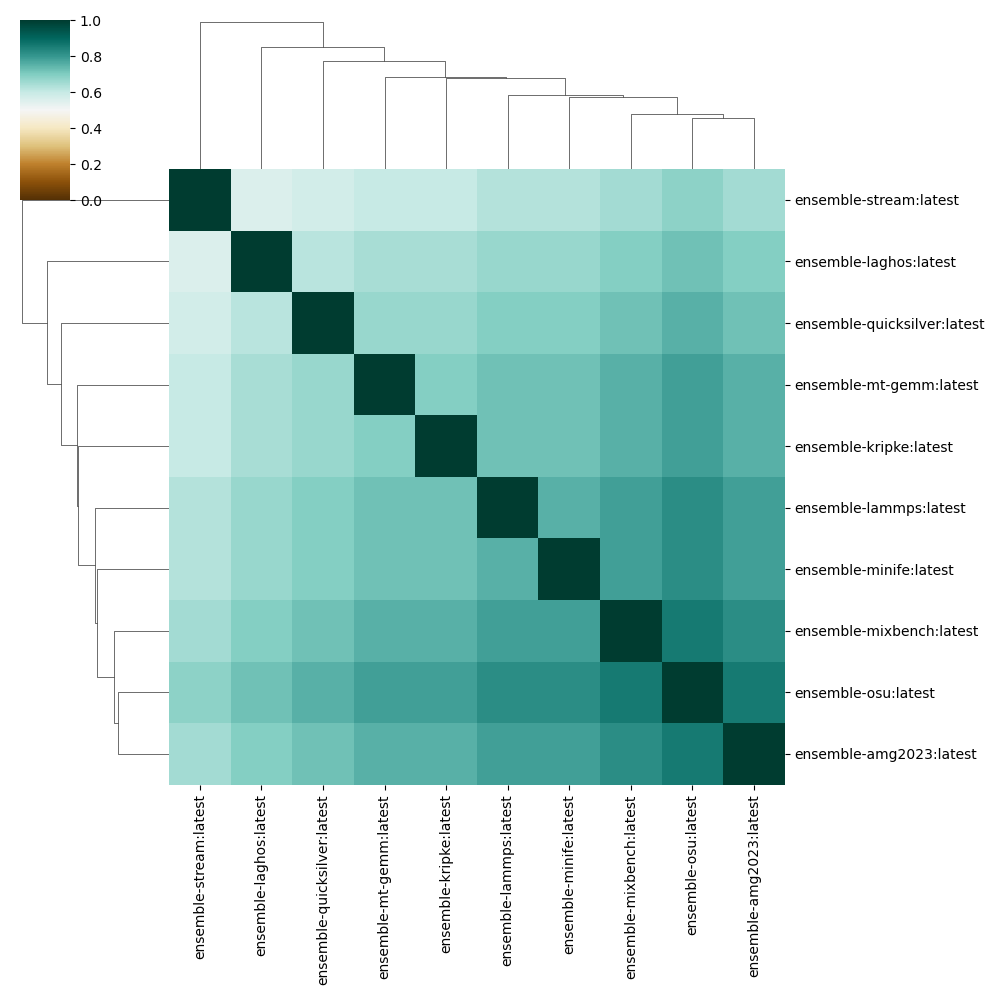 1.0
0.8
0.6
0.4
0.2
0.0
ensemble-stream:latest
ensemble-laghos:latest
ensemble-quicksilver:latest
ensemble-mt-gemm:latest
ensemble-kripke:latest
ensemble-lammps:latest
ensemble-minife:latest
ensemble-mixbench:latest
ensemble-osu:latest
ensemble-amg2023:latest
ensemble-stream:latest
ensemble-laghos:latest
ensemble-quicksilver:latest
ensemble-mt-gemm:latest
ensemble-kripke:latest
ensemble-lammps:latest
ensemble-minife:latest
ensemble-mixbench:latest
ensemble-osu:latest
ensemble-amg2023:latest